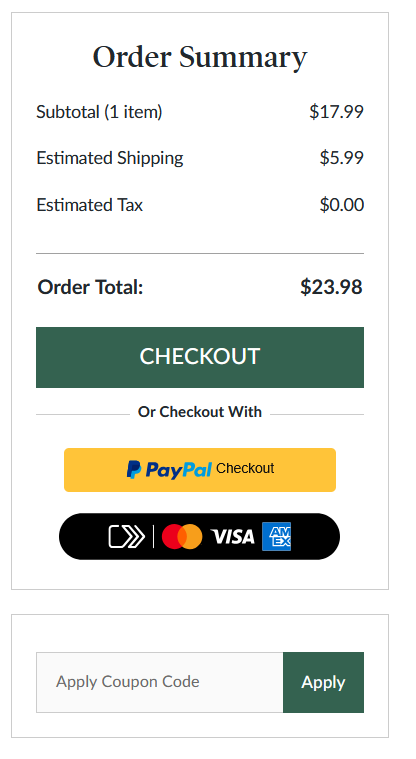 Order Summary
Subtotal (1 item) $17.99
Estimated Shipping $5.99
Estimated Tax $0.00
Order Total: $23.98
CHECKOUT
Or Checkout With
PayPal Checkout
VISA AM EX
Apply Coupon Code Apply